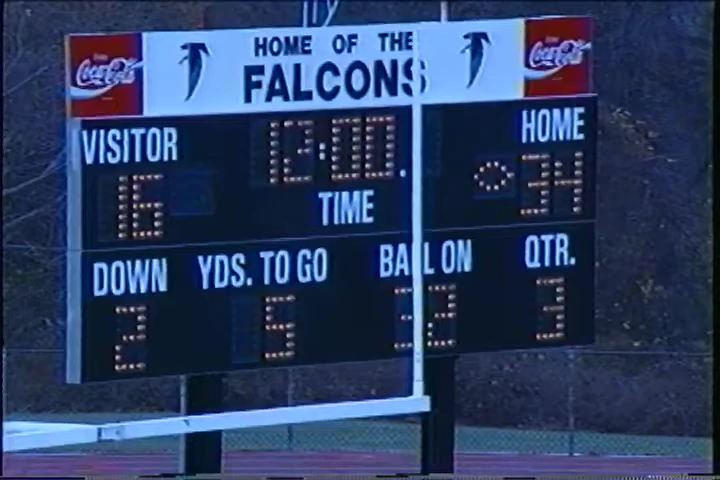 HOME OF THE
FALCONS
Coca-Cola
Coca-Cola
VISITOR 12:00. HOME
16 TIME 34
DOWN YDS. TO GO BALL ON QTR.
2 5 32 3